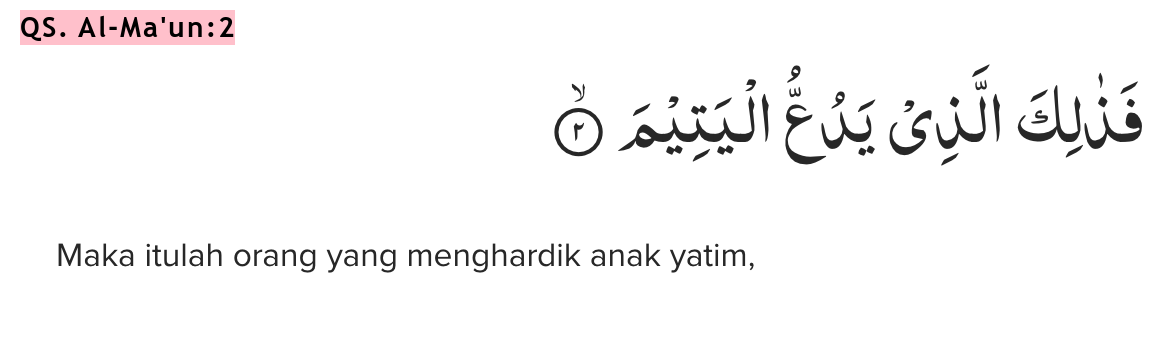 QS. Al-Ma'un:2
فَذٰلِكَ الَّذِيْ يَدُعُّ الْيَتِيْمَ ۙ ٢
Maka itulah orang yang menghardik anak yatim,